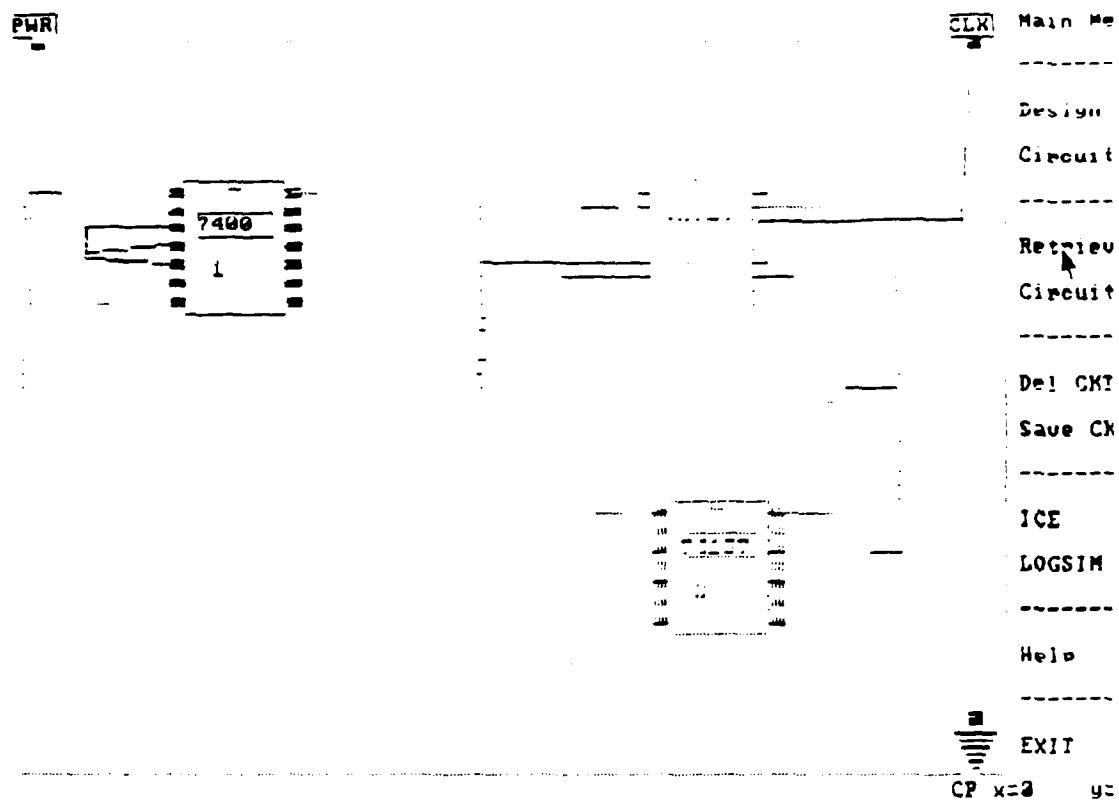 PWR
CLK
Main Me
Design
Circuit
7400
1
Retriev
Circuit
Del CKT
Save CK
ICE
LOGSIM
Help
EXIT
CP x=0 y=